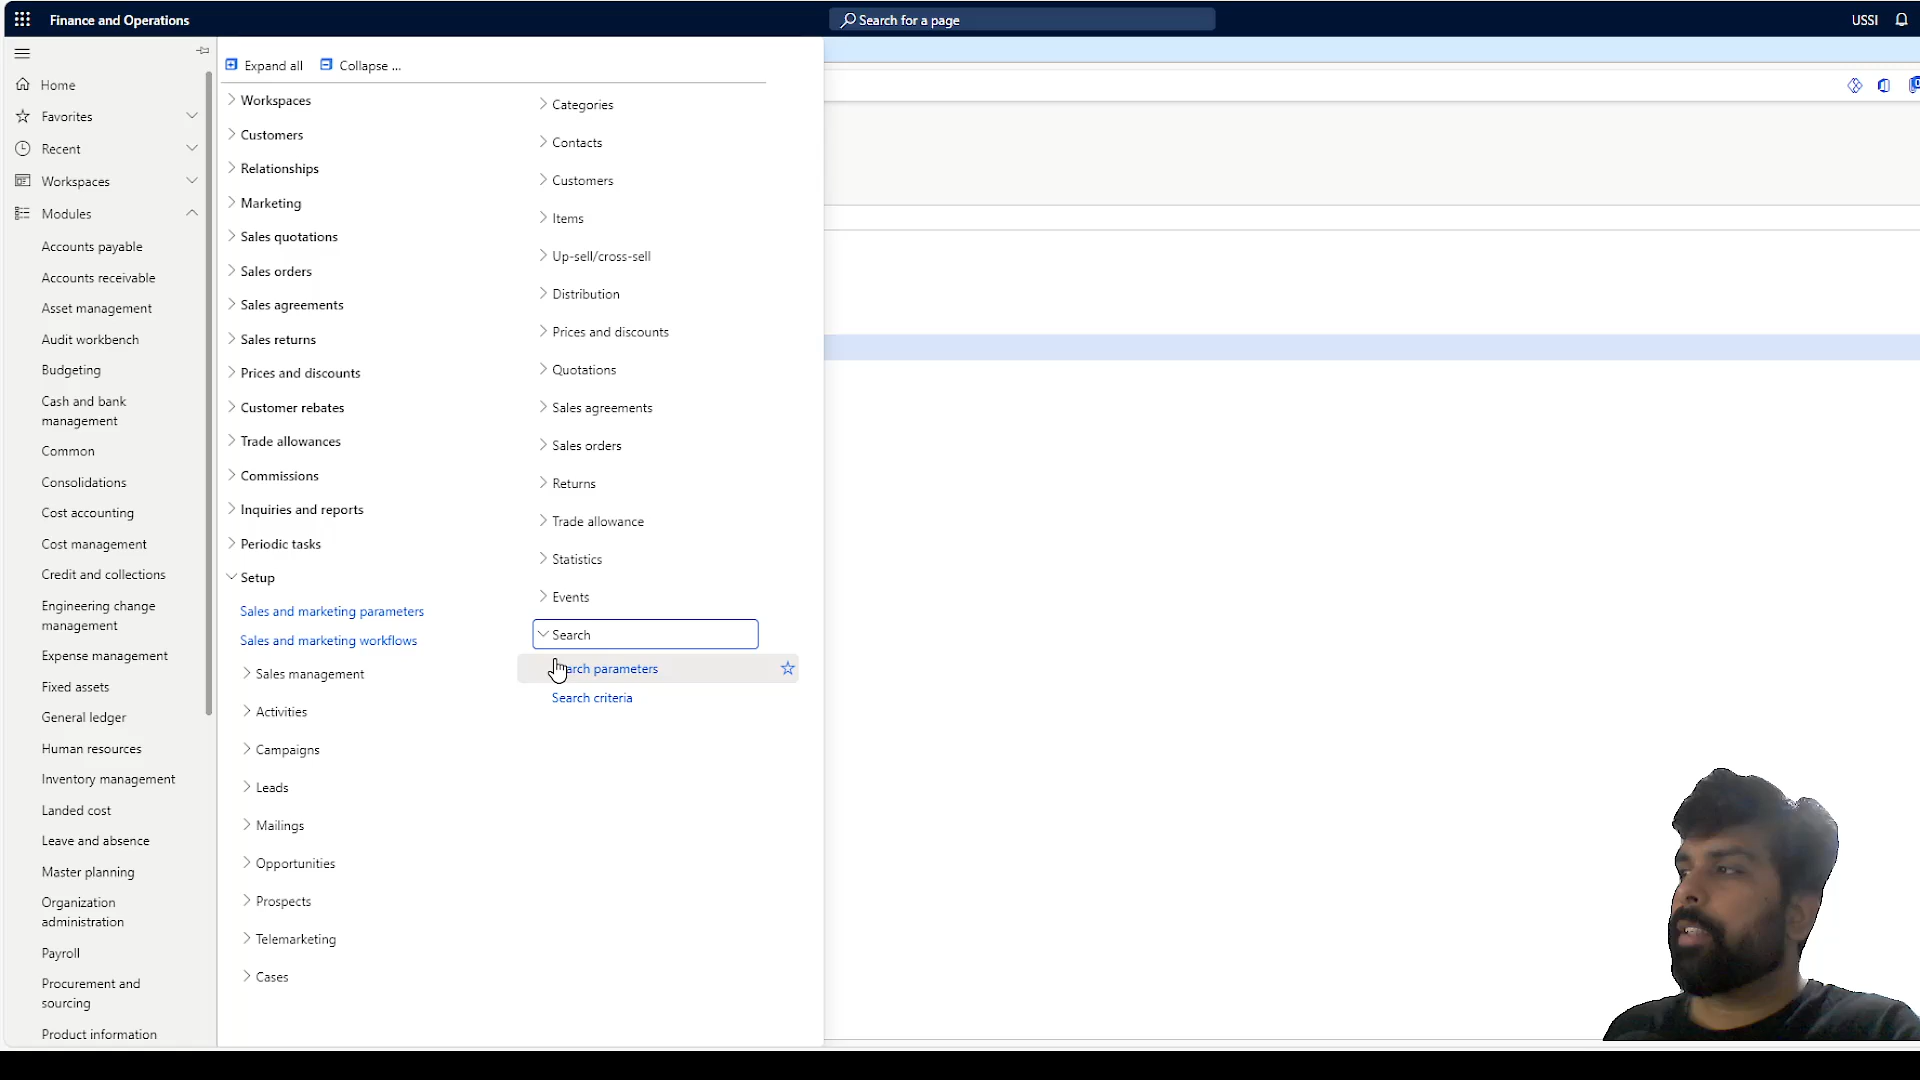 Finance and Operations
Search for a page
USSI
Expand all
Collapse ...
Home
Favorites
Recent
Workspaces
Modules
Accounts payable
Accounts receivable
Asset management
Audit workbench
Budgeting
Cash and bank
management
Common
Consolidations
Cost accounting
Cost management
Credit and collections
Engineering change
management
Expense management
Fixed assets
General ledger
Human resources
Inventory management
Landed cost
Leave and absence
Master planning
Organization
administration
Payroll
Procurement and
sourcing
Product information
Workspaces
Customers
Relationships
Marketing
Sales quotations
Sales orders
Sales agreements
Sales returns
Prices and discounts
Customer rebates
Trade allowances
Commissions
Inquiries and reports
Periodic tasks
Setup
Sales and marketing parameters
Sales and marketing workflows
Sales management
Activities
Campaigns
Leads
Mailings
Opportunities
Prospects
Telemarketing
Cases
Categories
Contacts
Customers
Items
Up-sell/cross-sell
Distribution
Prices and discounts
Quotations
Sales agreements
Sales orders
Returns
Trade allowance
Statistics
Events
Search
arch parameters
Search criteria